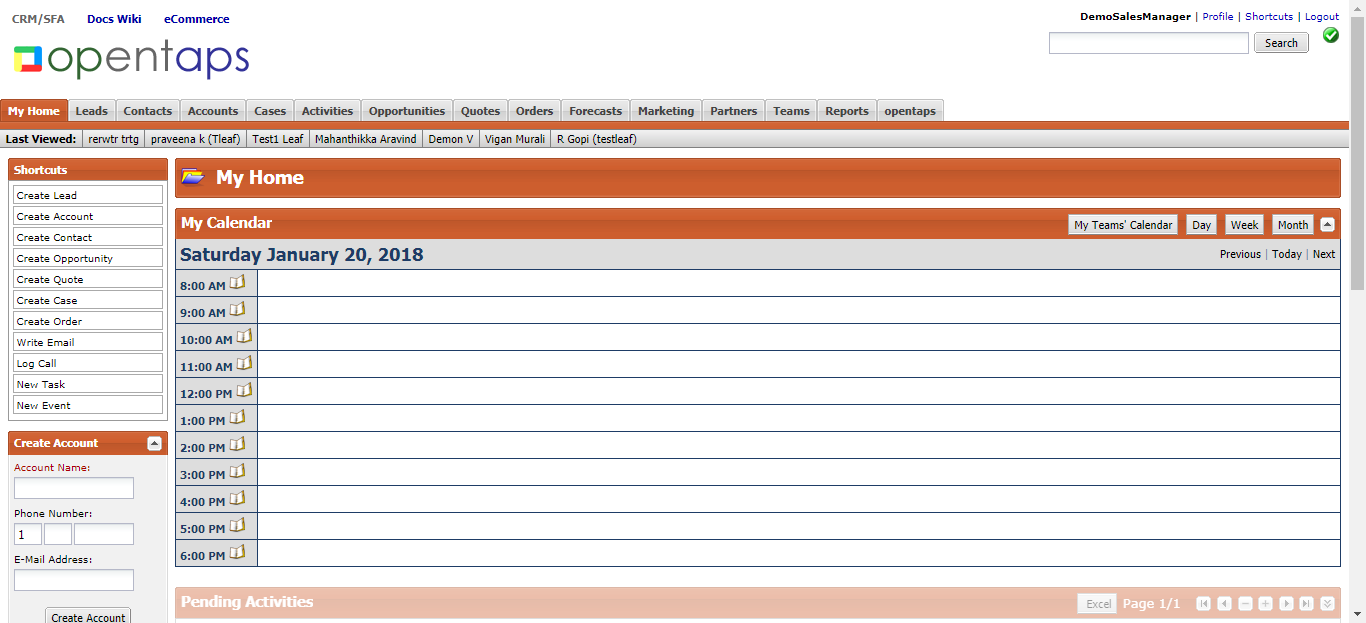 CRM/SFA Docs Wiki eCommerce
DemoSalesManager | Profile | Shortcuts | Logout
opentaps
Search
My Home Leads Contacts Accounts Cases Activities Opportunities Quotes Orders Forecasts Marketing Partners Teams Reports opentaps
Last Viewed: rerwtr trtg praveena k (Tleaf) Test1 Leaf Mahanthikka Aravind Demon V Vigan Murali R Gopi (testleaf)
Shortcuts
Create Lead
Create Account
Create Contact
Create Opportunity
Create Quote
Create Case
Create Order
Write Email
Log Call
New Task
New Event
Create Account
Account Name:
Phone Number:
1
E-Mail Address:
Create Account
My Home
My Calendar
My Teams' Calendar Day Week Month
Saturday January 20, 2018
Previous | Today | Next
8:00 AM
9:00 AM
10:00 AM
11:00 AM
12:00 PM
1:00 PM
2:00 PM
3:00 PM
4:00 PM
5:00 PM
6:00 PM
Pending Activities
Excel Page 1/1